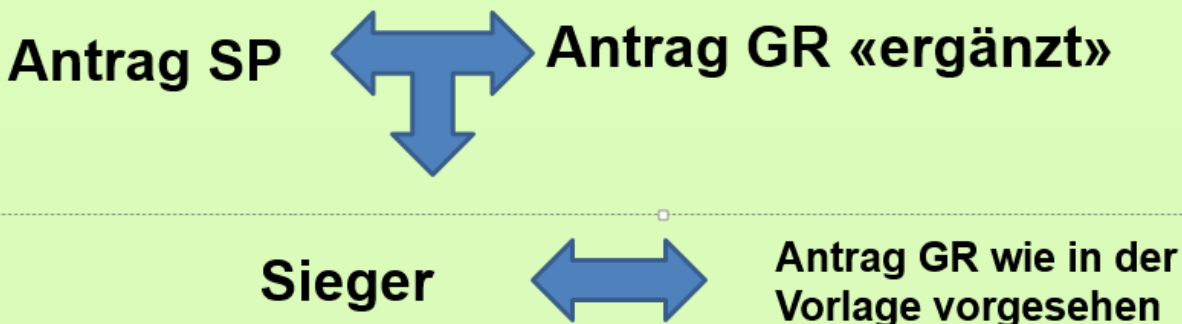 Antrag SP
Antrag GR «ergänzt»
Sieger
Antrag GR wie in der
Vorlage vorgesehen